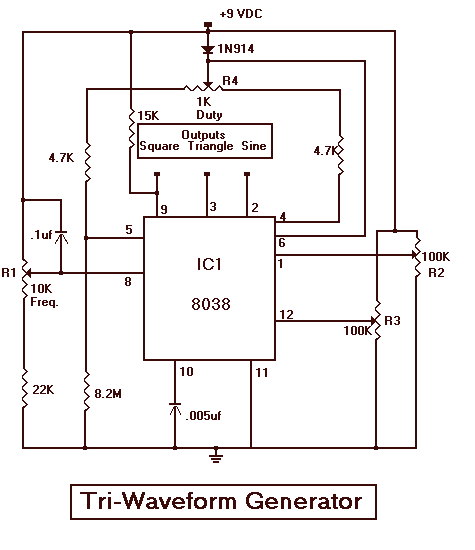 +9 VDC
1N914
R4
1K
Duty
15K
Outputs
Square Triangle Sine
4.7K
4.7K
9
3
2
4
.1uf
5
6
IC1
1
100K
R1
8
R2
10K
Freq.
8038
12
R3
100K
10
11
22K
8.2M
.005uf
Tri-Waveform Generator